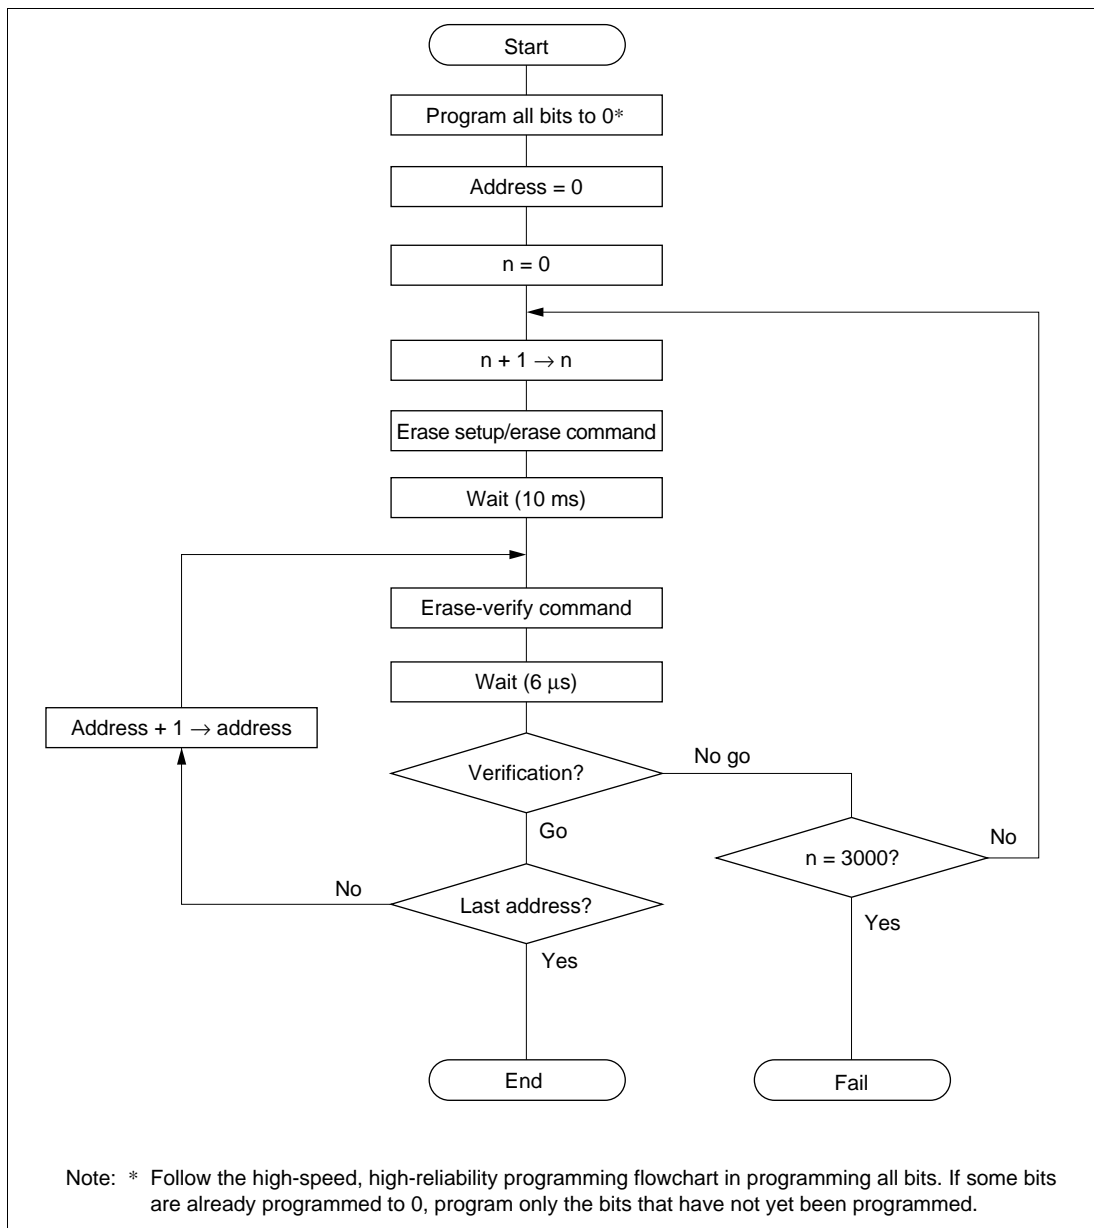 Start
Program all bits to 0*
Address = 0
n = 0
n + 1 → n
Erase setup/erase command
Wait (10 ms)
Erase-verify command
Wait (6 µs)
Address + 1 → address
Verification?
No go
Go
n = 3000?
No
No
Last address?
Yes
Yes
End
Fail
Note: * Follow the high-speed, high-reliability programming flowchart in programming all bits. If some bits
are already programmed to 0, program only the bits that have not yet been programmed.